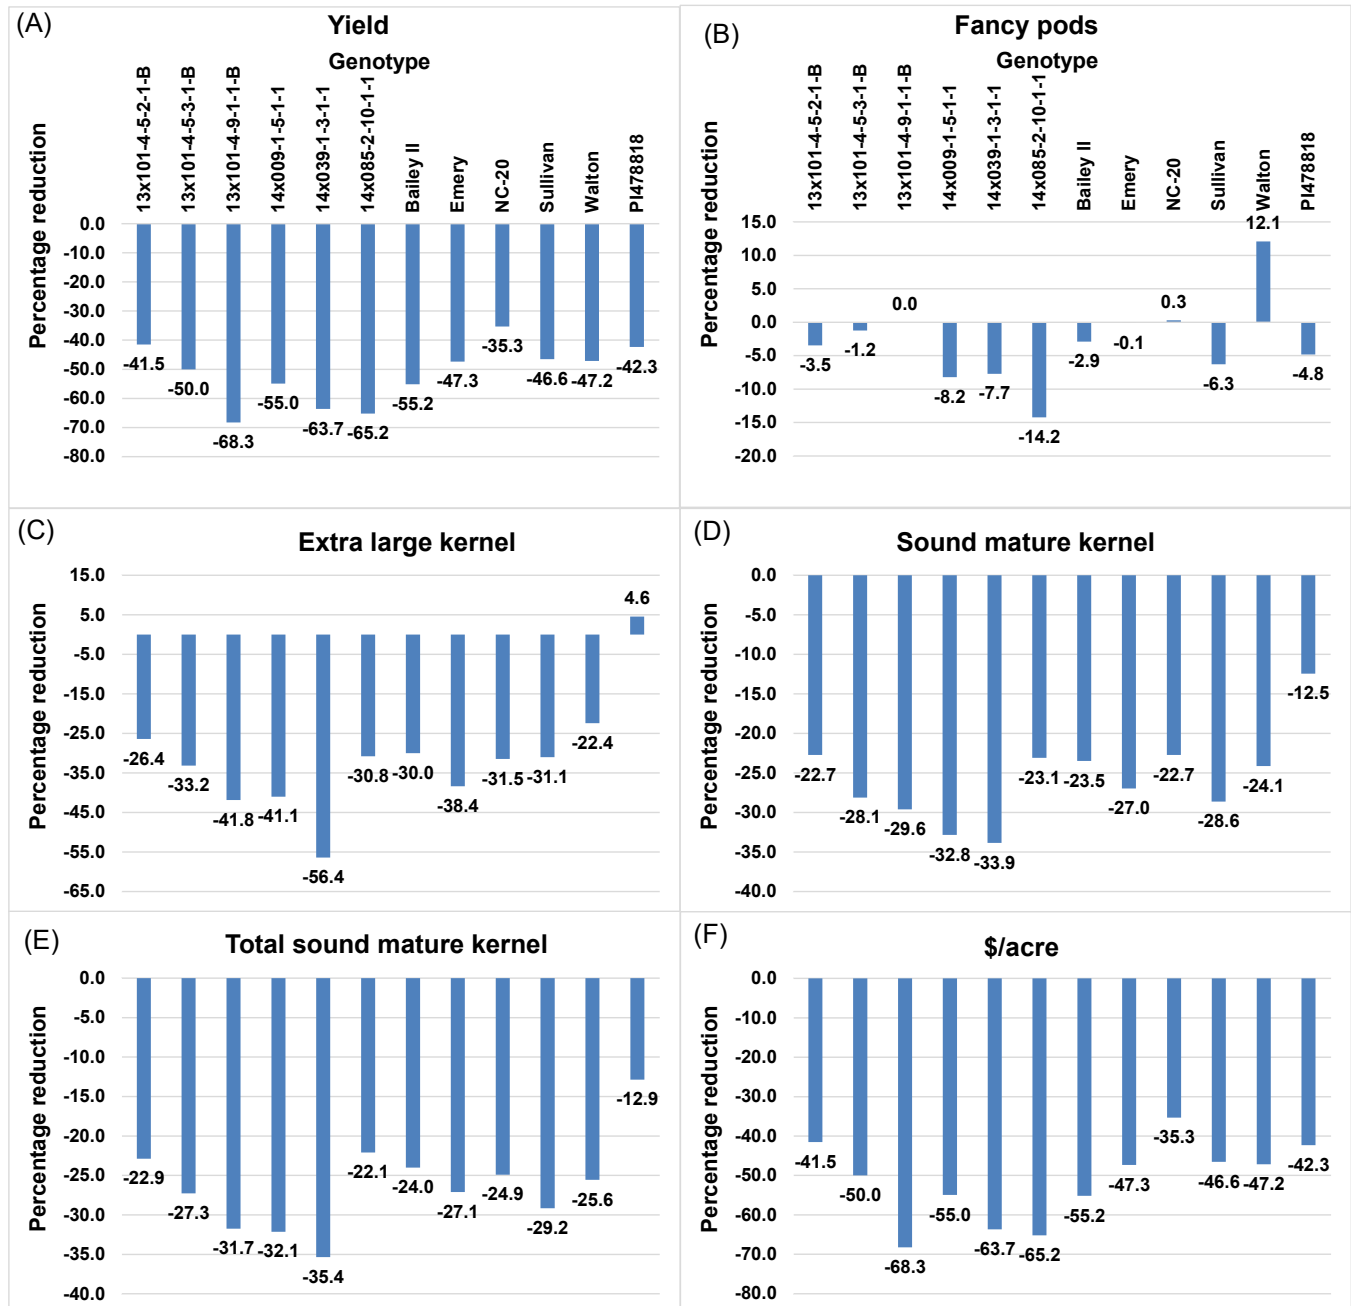 (A)
Yield
Genotype
Percentage reduction
13x101-4-5-2-1-B
13x101-4-5-3-1-B
13x101-4-9-1-1-B
14x009-1-5-1-1
14x039-1-3-1-1
14x085-2-10-1-1
Bailey II
Emery
NC-20
Sullivan
Walton
PI478818
0.0
-10.0
-20.0
-30.0
-40.0
-50.0
-60.0
-70.0
-80.0
-41.5
-50.0
-68.3
-55.0
-63.7
-65.2
-55.2
-47.3
-35.3
-46.6
-47.2
-42.3
(B)
Fancy pods
Genotype
Percentage reduction
13x101-4-5-2-1-B
13x101-4-5-3-1-B
13x101-4-9-1-1-B
14x009-1-5-1-1
14x039-1-3-1-1
14x085-2-10-1-1
Bailey II
Emery
NC-20
Sullivan
Walton
PI478818
15.0
10.0
5.0
0.0
-5.0
-10.0
-15.0
-20.0
-3.5
-1.2
0.0
-8.2
-7.7
-14.2
-2.9
-0.1
0.3
-6.3
12.1
-4.8
(C)
Extra large kernel
Percentage reduction
15.0
5.0
-5.0
-15.0
-25.0
-35.0
-45.0
-55.0
-65.0
-26.4
-33.2
-41.8
-41.1
-56.4
-30.8
-30.0
-38.4
-31.5
-31.1
-22.4
4.6
(D)
Sound mature kernel
Percentage reduction
0.0
-5.0
-10.0
-15.0
-20.0
-25.0
-30.0
-35.0
-40.0
-22.7
-28.1
-29.6
-32.8
-33.9
-23.1
-23.5
-27.0
-22.7
-28.6
-24.1
-12.5
(E)
Total sound mature kernel
Percentage reduction
0.0
-5.0
-10.0
-15.0
-20.0
-25.0
-30.0
-35.0
-40.0
-22.9
-27.3
-31.7
-32.1
-35.4
-22.1
-24.0
-27.1
-24.9
-29.2
-25.6
-12.9
(F)
$/acre
Percentage reduction
0.0
-10.0
-20.0
-30.0
-40.0
-50.0
-60.0
-70.0
-80.0
-41.5
-50.0
-68.3
-55.0
-63.7
-65.2
-55.2
-47.3
-35.3
-46.6
-47.2
-42.3